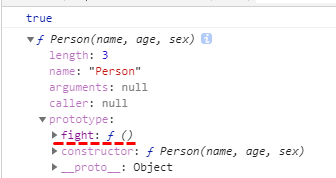 true
▼ ƒ Person(name, age, sex) i
length: 3
name: "Person"
arguments: null
caller: null
▼ prototype:
▶ fight: ƒ ()
▶ constructor: ƒ Person(name, age, sex)
▶ __proto__: Object